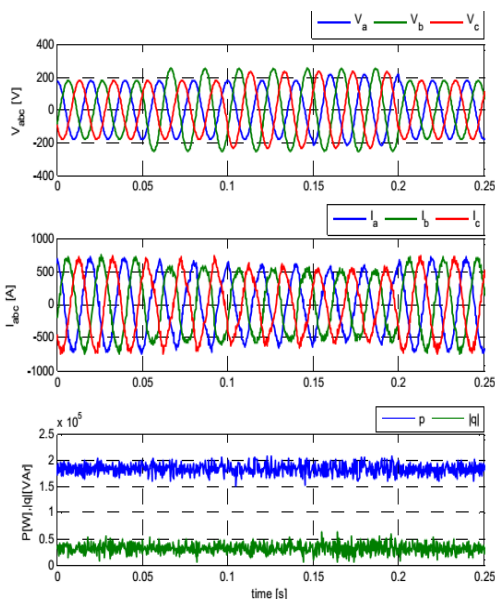 V_a V_b V_c
400
200
0
-200
-400
V_abc [V]
0 0.05 0.1 0.15 0.2 0.25
I_a I_b I_c
1000
500
0
-500
-1000
I_abc [A]
0 0.05 0.1 0.15 0.2 0.25
p |q|
x 10^5
2.5
2
1.5
1
0.5
0
P[W],|q|[VAr]
0 0.05 0.1 0.15 0.2 0.25
time [s]